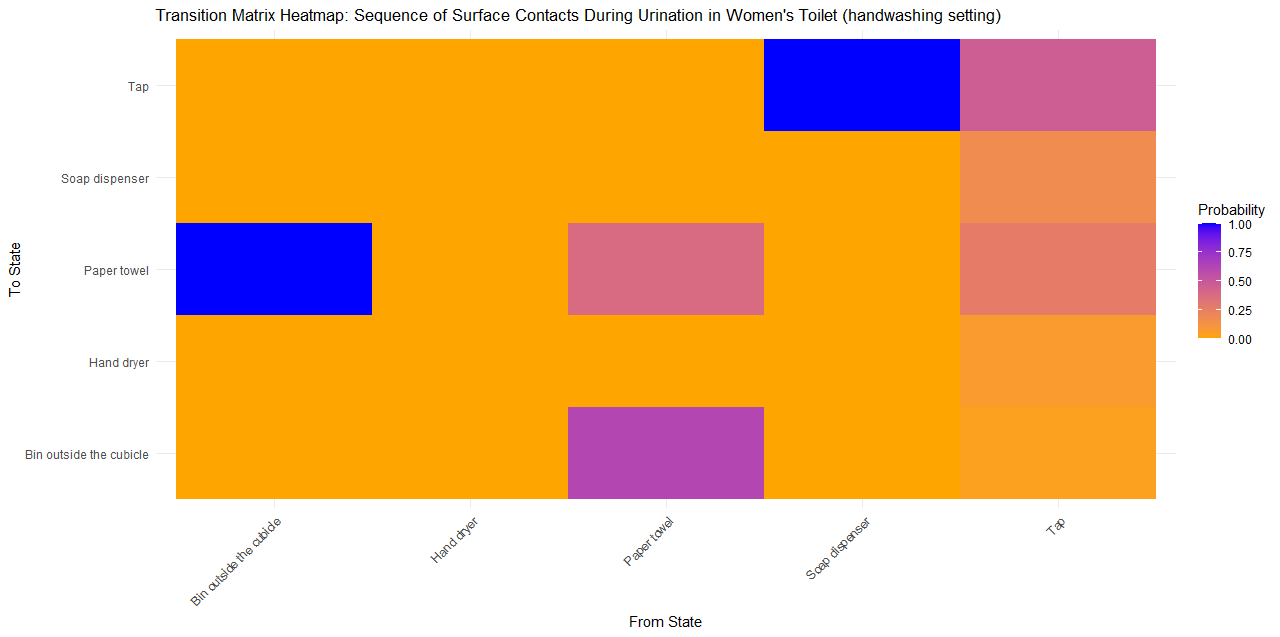 Transition Matrix Heatmap: Sequence of Surface Contacts During Urination in Women's Toilet (handwashing setting)
To State
Tap
Soap dispenser
Paper towel
Hand dryer
Bin outside the cubicle
Bin outside the cubicle
Hand dryer
Paper towel
Soap dispenser
Tap
From State
Probability
1.00
0.75
0.50
0.25
0.00